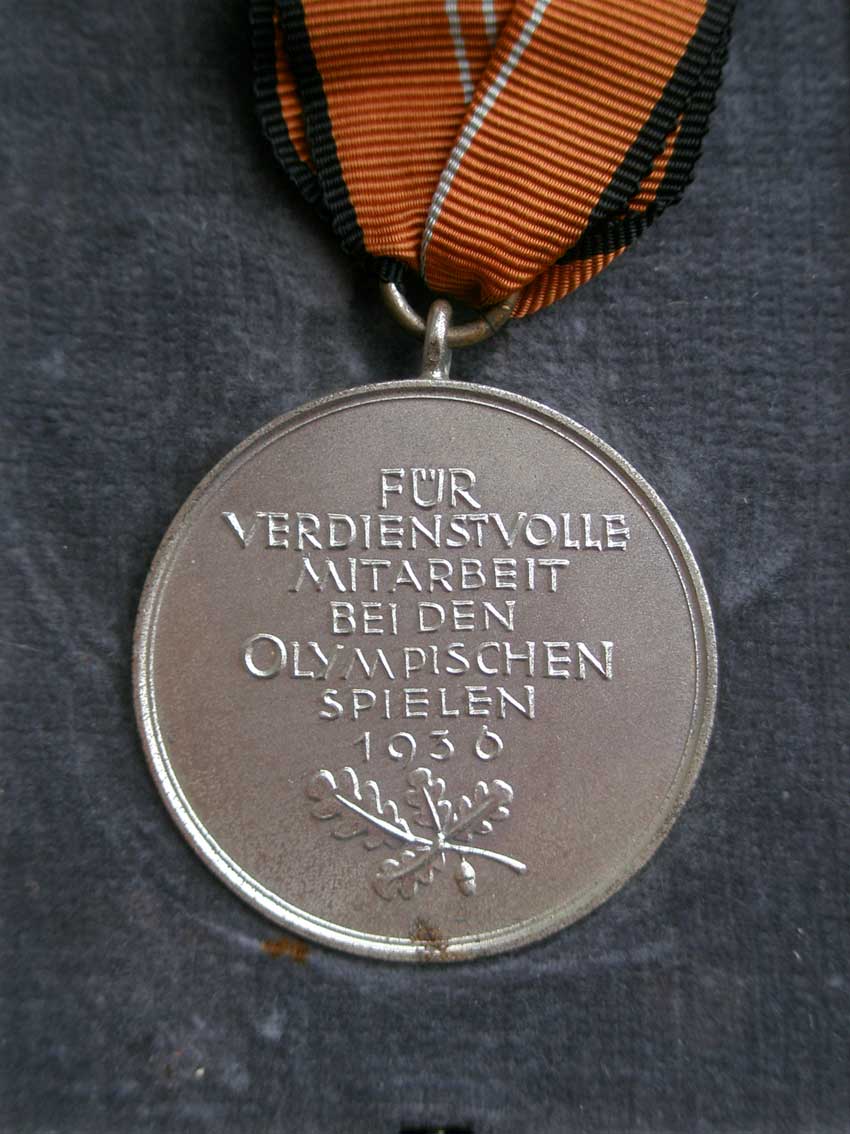 FÜR
VERDIENSTVOLLE
MITARBEIT
BEI DEN
OLYMPISCHEN
SPIELEN
1936